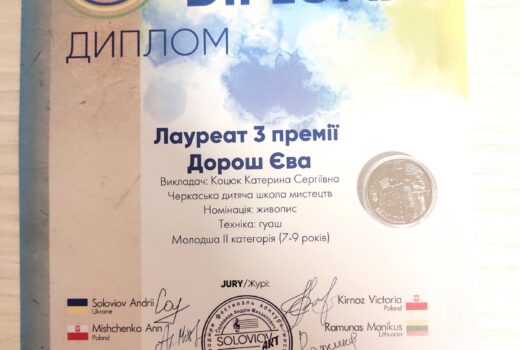 ДИПЛОМ
Лауреат 3 премії
Дорош Єва
Викладач: Коцюк Катерина Сергіївна
Черкаська дитяча школа мистецтв
Номінація: живопис
Техніка: гуаш
Молодша ІІ категорія (7-9 років)
JURY/Журі:
Soloviov Andrii
Ukraine
Kirnoz Victoria
Poland
Mishchenko Ann
Poland
Ramunas Manikus
Lithuania
SOLOVIOV
ART